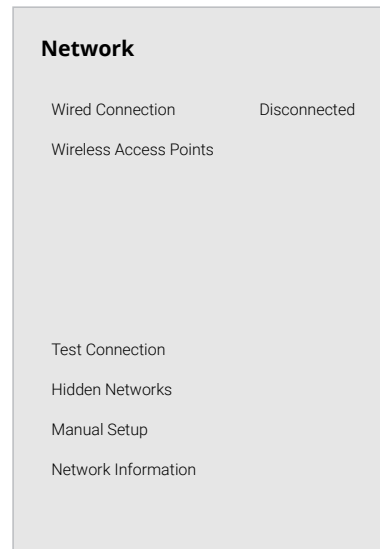 Network
Wired Connection Disconnected
Wireless Access Points
Test Connection
Hidden Networks
Manual Setup
Network Information